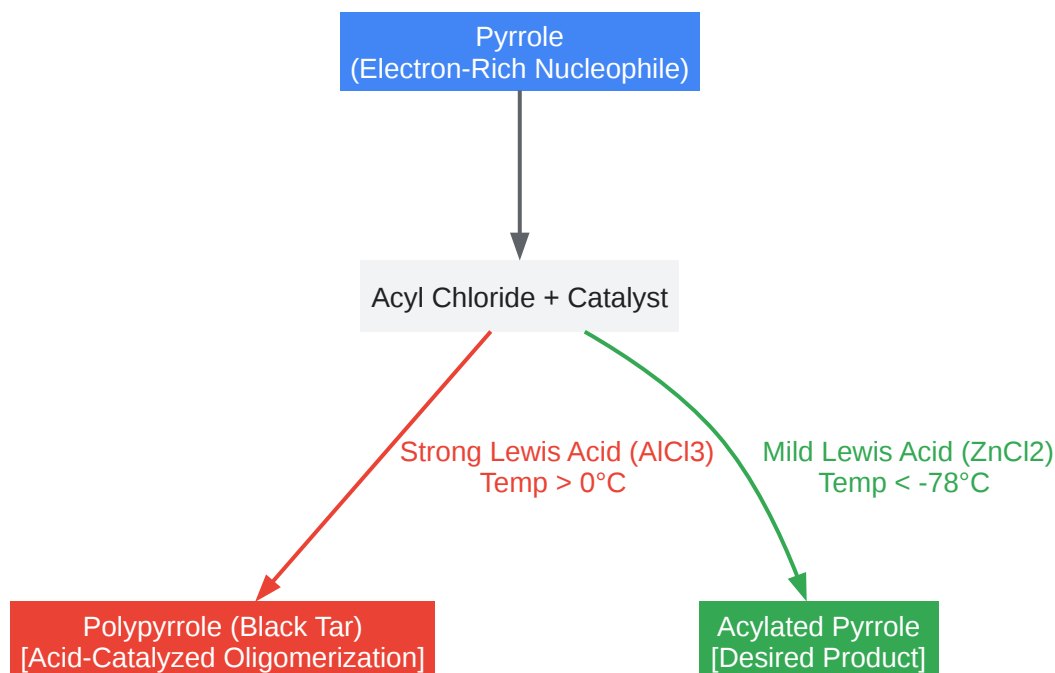 Pyrrole
(Electron-Rich Nucleophile)
Acyl Chloride + Catalyst
Strong Lewis Acid (AlCl3)
Temp > 0°C
Mild Lewis Acid (ZnCl2)
Temp < -78°C
Polypyrrole (Black Tar)
[Acid-Catalyzed Oligomerization]
Acylated Pyrrole
[Desired Product]